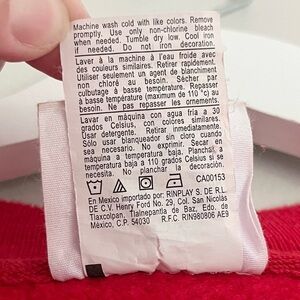 Machine wash cold with like colors. Remove
promptly. Use only non-chlorine bleach
when needed. Tumble dry low. Cool iron
if needed. Do not iron decoration.
Laver à la machine à l'eau froide avec
des couleurs similaires. Retirer rapidement.
Utiliser seulement un agent de blanchiment
non chloré au besoin. Sécher par
culbutage à basse température. Repasser
à basse température (maximum de 110 °c)
au besoin. Ne pas repasser les ornements.
Lavar en máquina con agua fría a 30
grados Celsius, con colores similares.
Usar detergente. Retirar inmediatamente.
Sólo usar blanqueador sin cloro cuando
sea necesario. No exprimir. Secar en
máquina a temperatura baja. Planchar a
temperatura baja a 110 grados Celsius si se
necesita. No planchar la decoración.
CA00153
En México importado por: RINPLAY S. DE R.L.
DE C.V. Henry Ford No. 29, Col. San Nicolás
Tlaxcolpan. Tlalnepantla de Baz, Edo. de
México, C.P. 54030 R.F.C. RIN980806 AE9